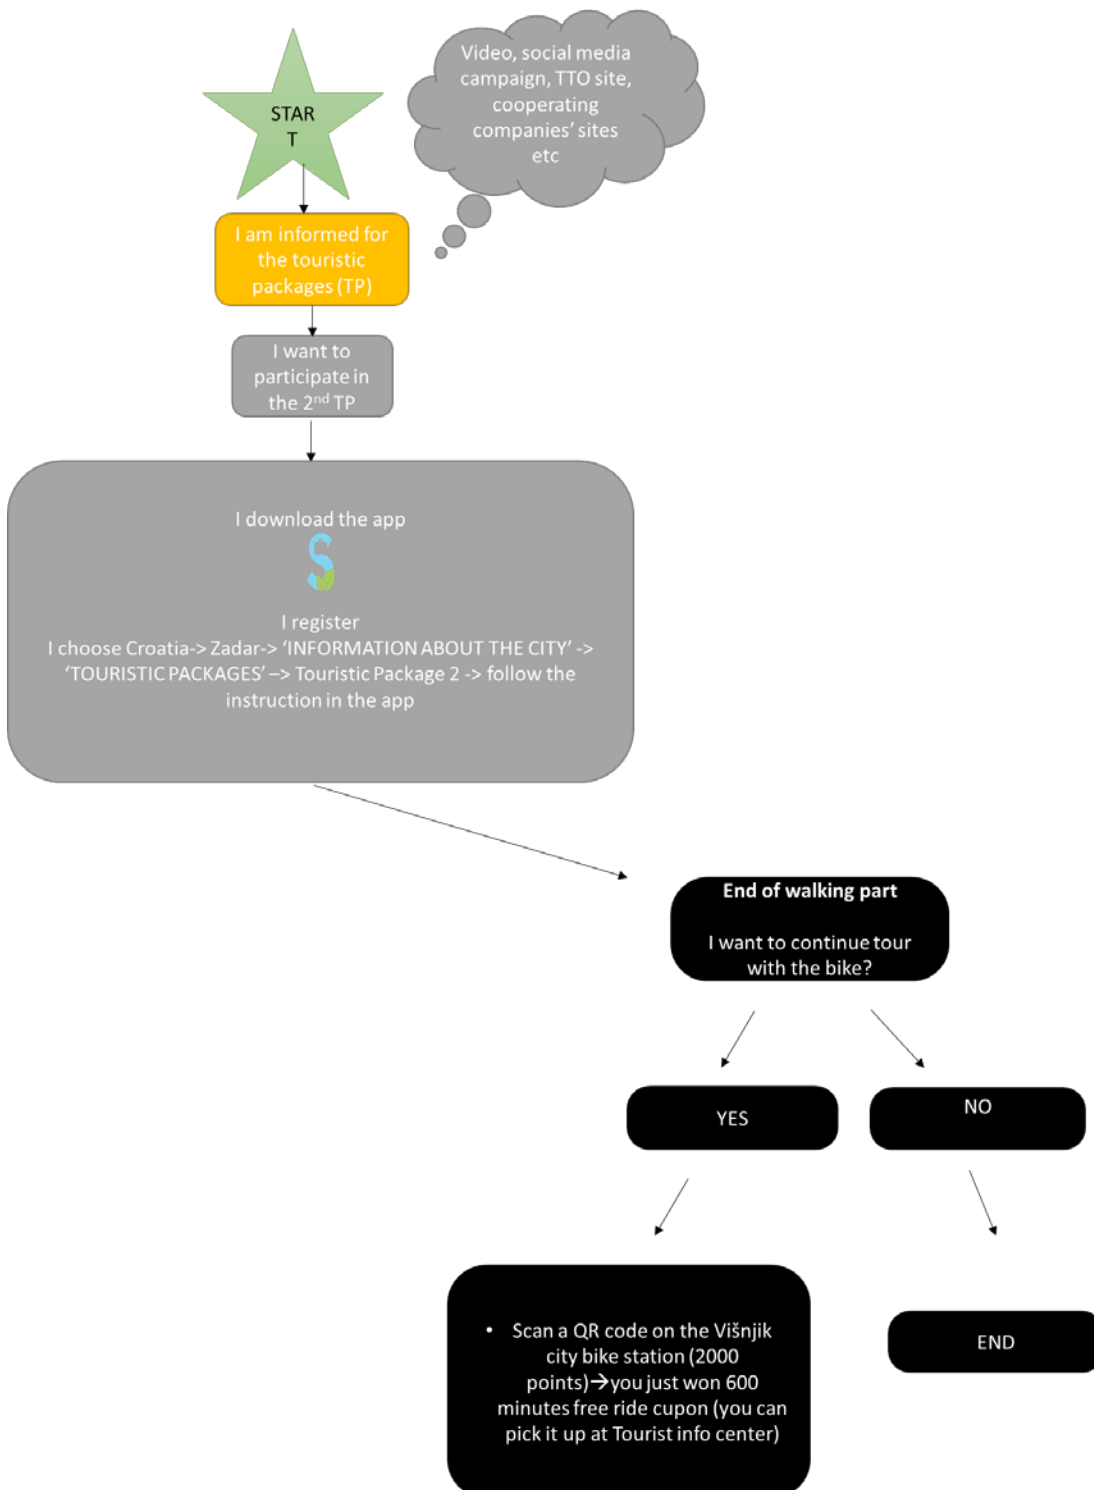 STAR
T
Video, social media
campaign, TTO site,
cooperating
companies' sites
etc
I am informed for
the touristic
packages (TP)
I want to
participate in
the 2nd TP
I download the app
I register
I choose Croatia-> Zadar-> ‘INFORMATION ABOUT THE CITY’ ->
‘TOURISTIC PACKAGES’ –> Touristic Package 2 -> follow the
instruction in the app
End of walking part
I want to continue tour
with the bike?
YES
NO
• Scan a QR code on the Višnjik
city bike station (2000
points)→you just won 600
minutes free ride cupon (you can
pick it up at Tourist info center)
END